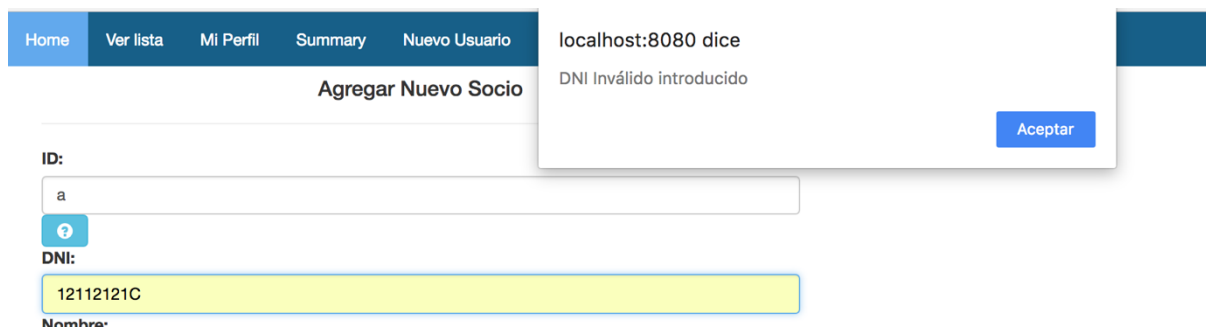 Home Ver lista Mi Perfil Summary Nuevo Usuario
localhost:8080 dice
DNI Inválido introducido
Aceptar
Agregar Nuevo Socio
ID:
a
?
DNI:
12112121C
Nombre: